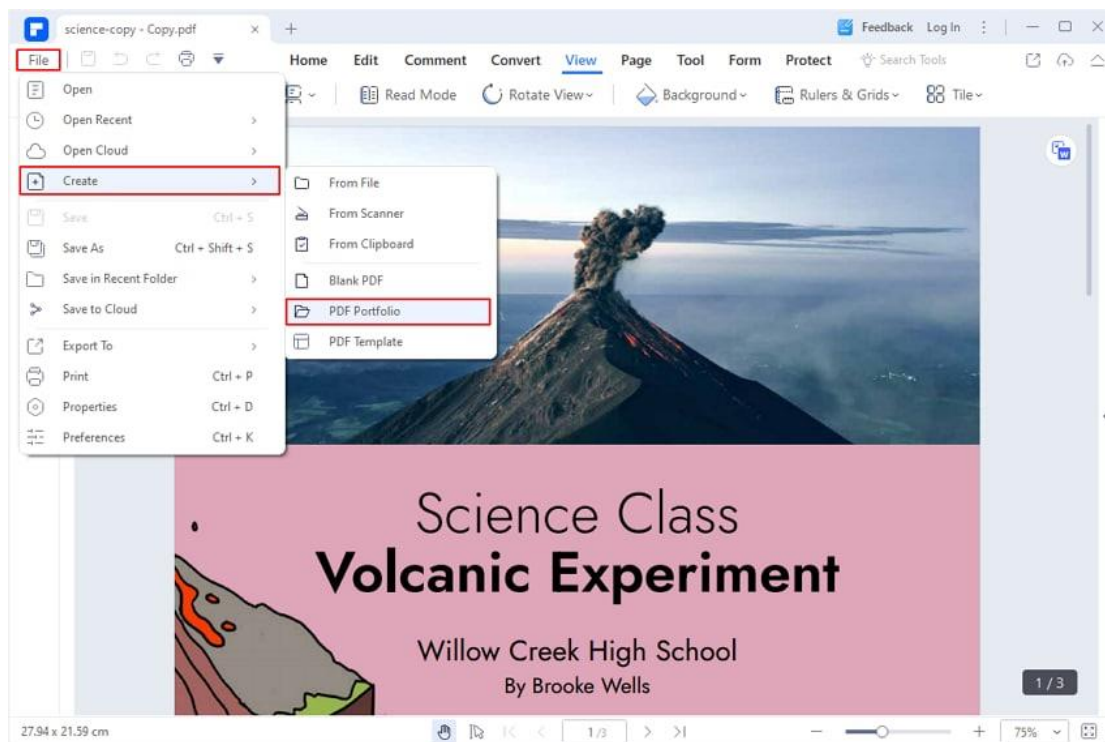 science-copy - Copy.pdf
Feedback Log In
File Home Edit Comment Convert View Page Tool Form Protect Search Tools
Read Mode Rotate View Background Rulers & Grids Tile
Open
Open Recent
Open Cloud
Create
Save Ctrl + S
Save As Ctrl + Shift + S
Save in Recent Folder
Save to Cloud
Export To
Print Ctrl + P
Properties Ctrl + D
Preferences Ctrl + K
From File
From Scanner
From Clipboard
Blank PDF
PDF Portfolio
PDF Template
Science Class
Volcanic Experiment
Willow Creek High School
By Brooke Wells
1 / 3
27.94 x 21.59 cm 1 /3 75%